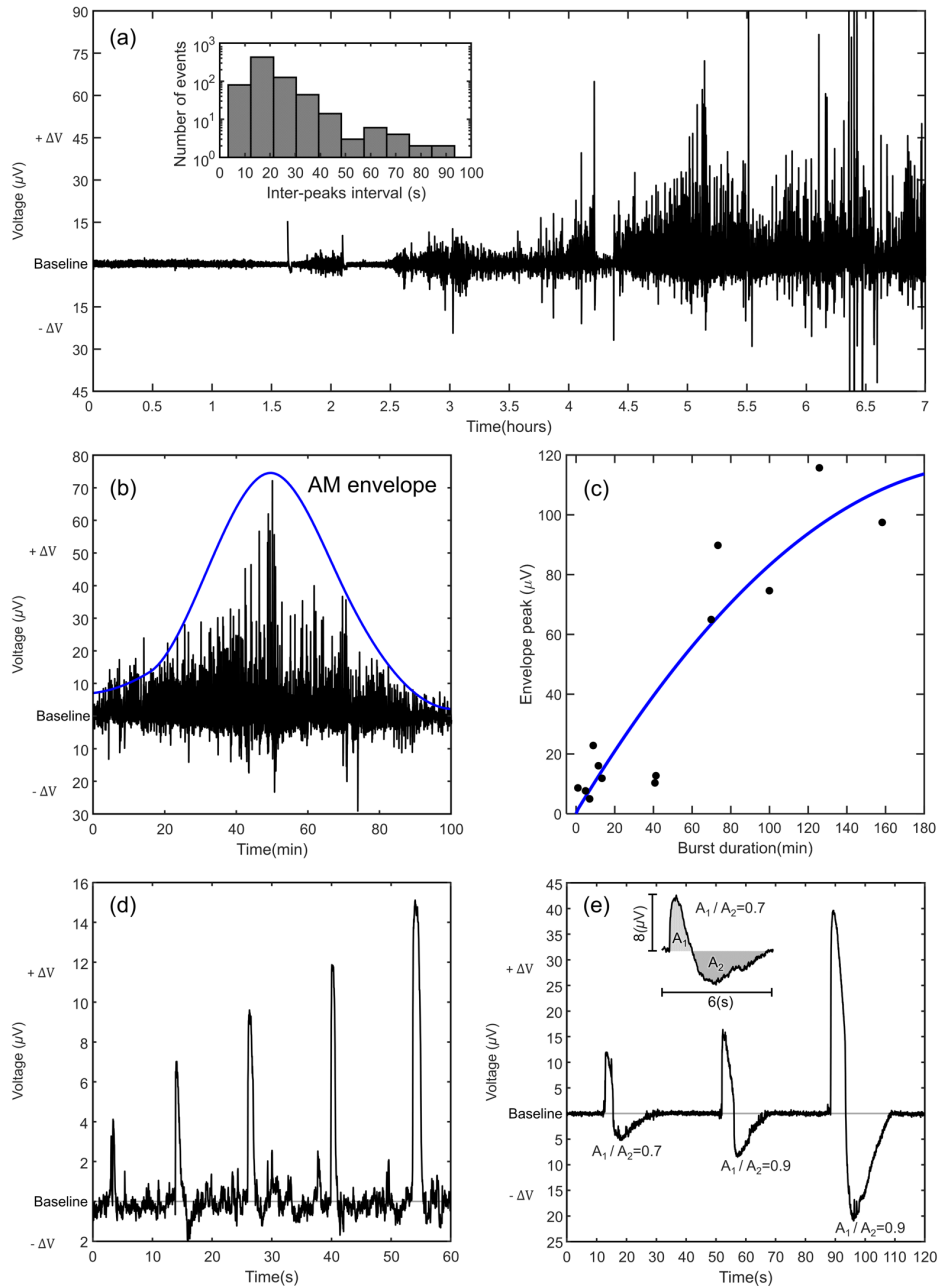 (a)
90
75
60
45
30
15
Baseline
15
30
45
+ ΔV
- ΔV
Voltage (μV)
0 0.5 1 1.5 2 2.5 3 3.5 4 4.5 5 5.5 6 6.5 7
Time(hours)
10³
10²
10¹
10⁰
Number of events
0 10 20 30 40 50 60 70 80 90 100
Inter-peaks interval (s)
(b)
AM envelope
80
70
60
50
40
30
20
10
Baseline
10
20
30
+ ΔV
- ΔV
Voltage (μV)
0 20 40 60 80 100
Time(min)
(c)
120
100
80
60
40
20
0
Envelope peak (μV)
0 20 40 60 80 100 120 140 160 180
Burst duration(min)
(d)
16
14
12
10
8
6
4
2
Baseline
2
+ ΔV
- ΔV
Voltage (μV)
0 10 20 30 40 50 60
Time(s)
(e)
45
40
35
30
25
20
15
10
5
Baseline
5
10
15
20
25
+ ΔV
- ΔV
Voltage (μV)
8(μV)
A₁ / A₂=0.7
A₁
A₂
6(s)
A₁ / A₂=0.7
A₁ / A₂=0.9
A₁ / A₂=0.9
0 10 20 30 40 50 60 70 80 90 100 110 120
Time(s)